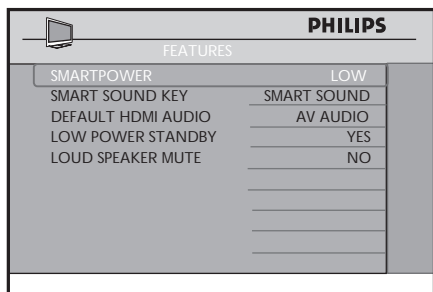 PHILIPS
FEATURES
SMARTPOWER LOW
SMART SOUND KEY SMART SOUND
DEFAULT HDMI AUDIO AV AUDIO
LOW POWER STANDBY YES
LOUD SPEAKER MUTE NO